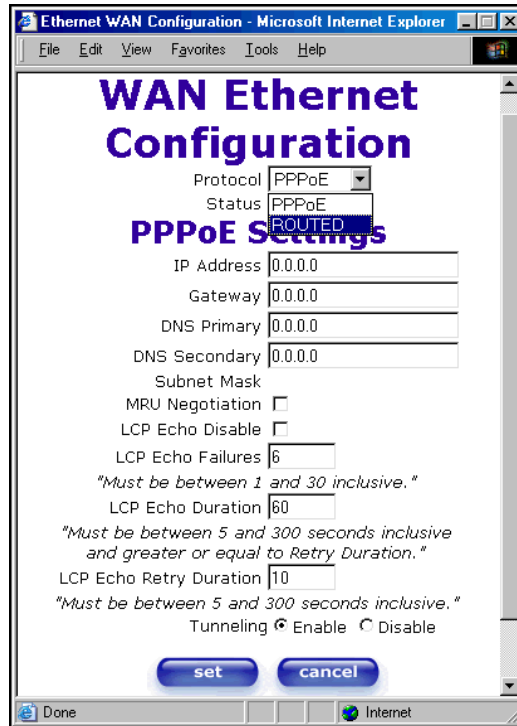 Ethernet WAN Configuration - Microsoft Internet Explorer
File Edit View Favorites Tools Help
WAN Ethernet
Configuration
Protocol PPPoE
Status PPPoE
ROUTED
PPPoE Settings
IP Address 0.0.0.0
Gateway 0.0.0.0
DNS Primary 0.0.0.0
DNS Secondary 0.0.0.0
Subnet Mask
MRU Negotiation
LCP Echo Disable
LCP Echo Failures 6
"Must be between 1 and 30 inclusive."
LCP Echo Duration 60
"Must be between 5 and 300 seconds inclusive
and greater or equal to Retry Duration."
LCP Echo Retry Duration 10
"Must be between 5 and 300 seconds inclusive."
Tunneling Enable Disable
set cancel
Done Internet